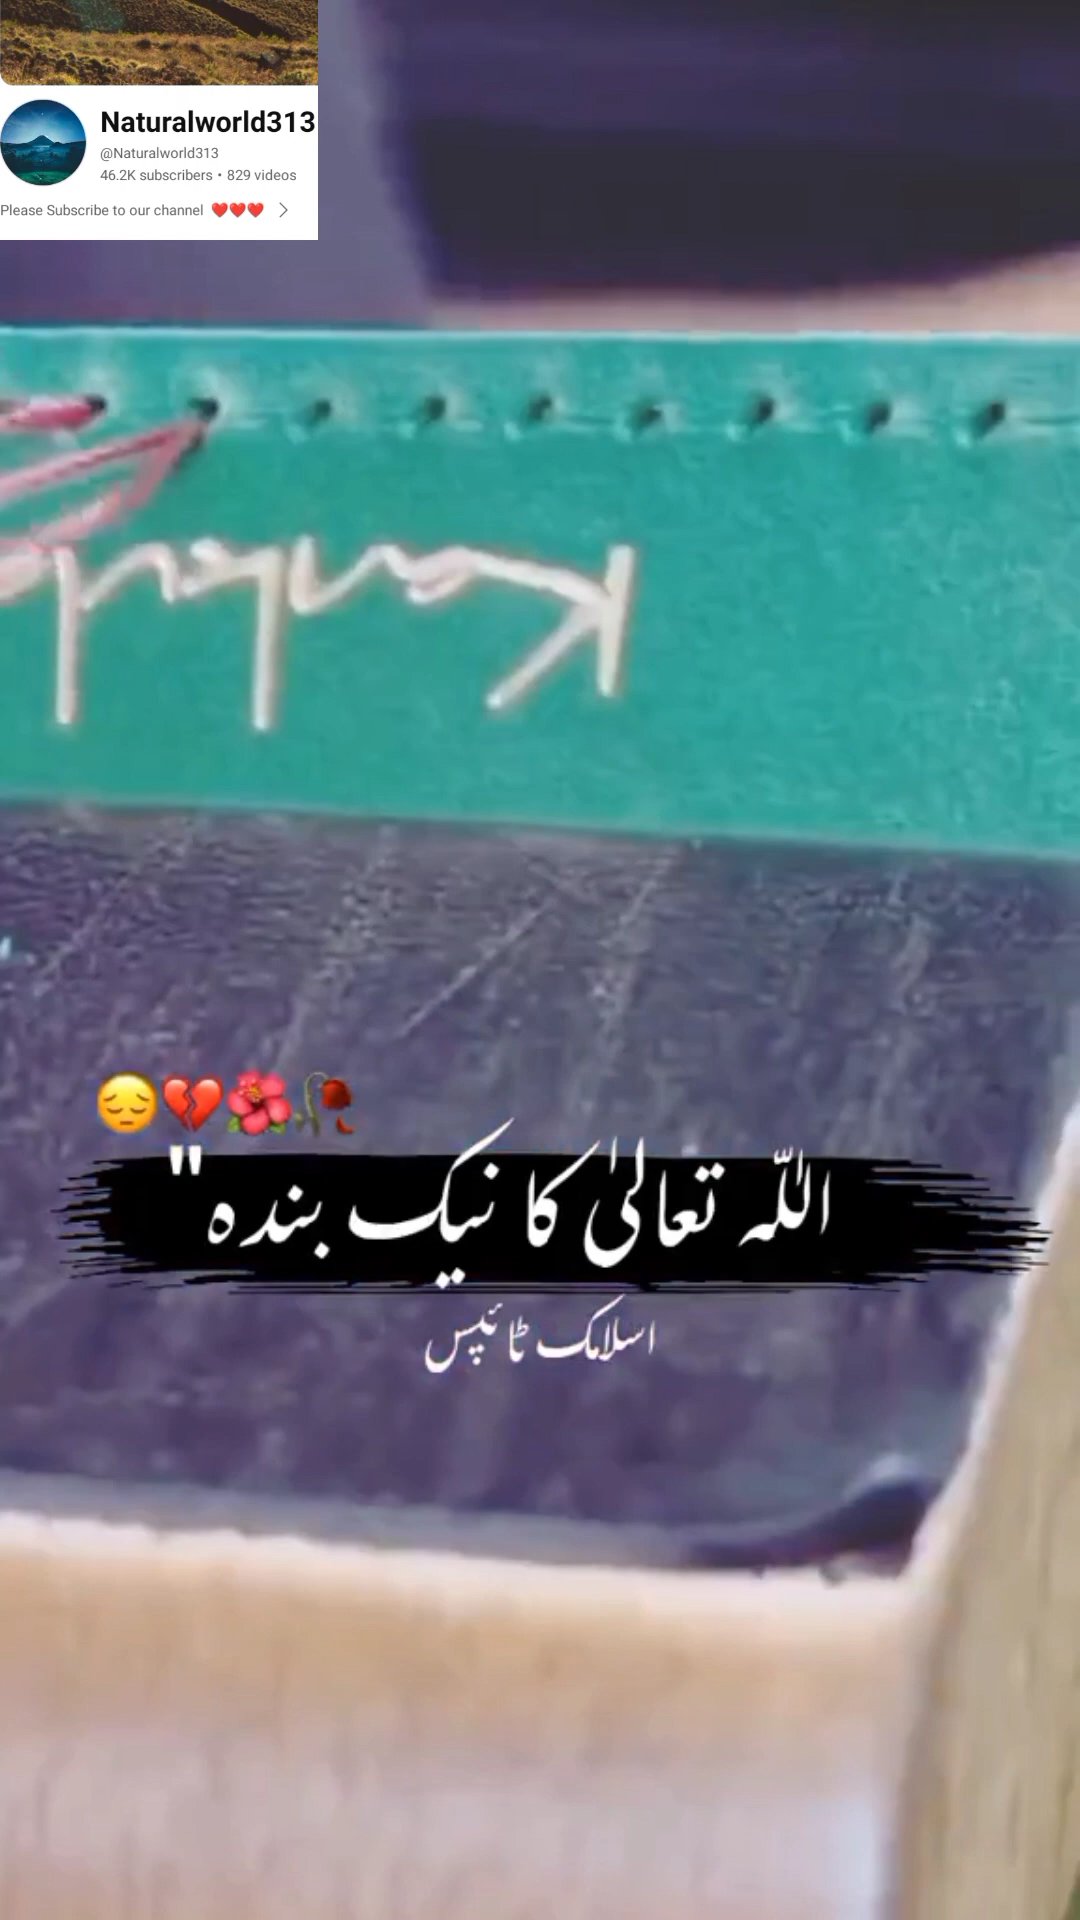 Naturalworld313
@Naturalworld313
46.2K subscribers • 829 videos
Please Subscribe to our channel ❤️❤️❤️
😔💔🌺🥀
اللہ تعالیٰ کا نیک بندہ"
اسلامک ٹائپس